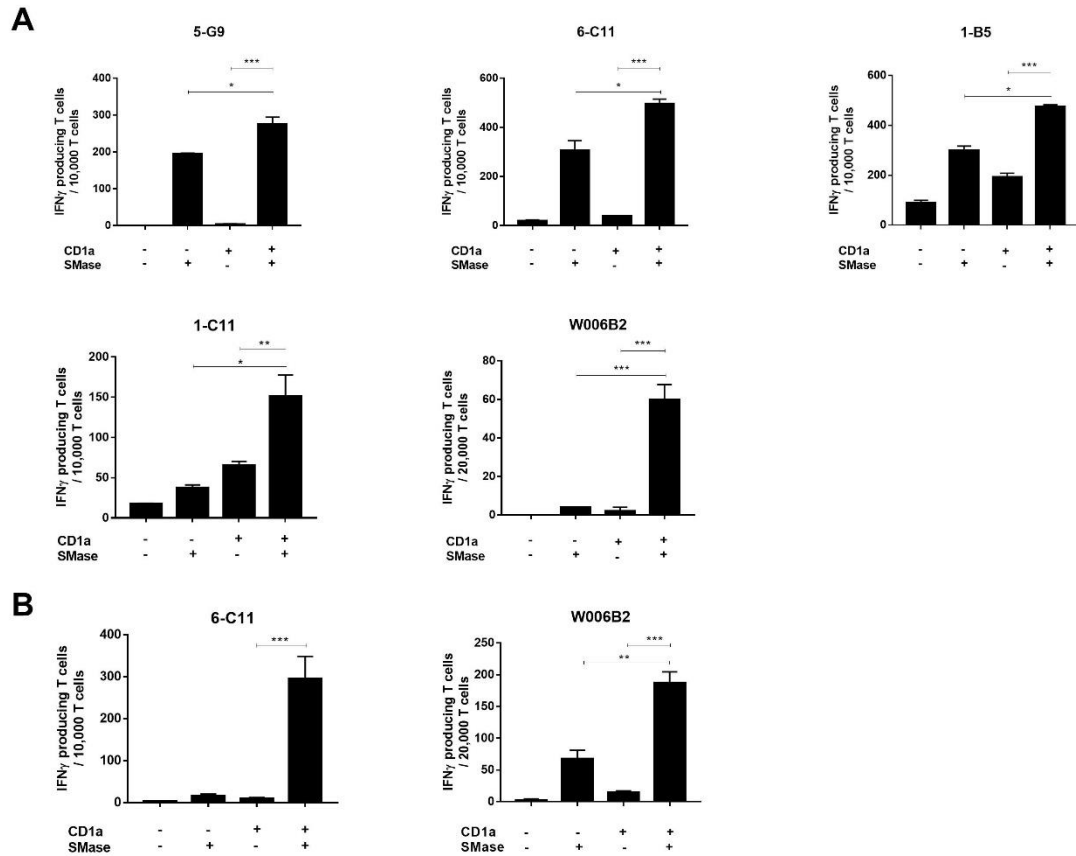 A
5-G9
IFNγ producing T cells
/ 10,000 T cells
400
300
200
100
0
*
***
CD1a - - + +
SMase - + - +
6-C11
IFNγ producing T cells
/ 10,000 T cells
600
400
200
0
*
***
CD1a - - + +
SMase - + - +
1-B5
IFNγ producing T cells
/ 10,000 T cells
600
400
200
0
*
***
CD1a - - + +
SMase - + - +
1-C11
IFNγ producing T cells
/ 10,000 T cells
200
150
100
50
0
*
**
CD1a - - + +
SMase - + - +
W006B2
IFNγ producing T cells
/ 20,000 T cells
80
60
40
20
0
***
***
CD1a - - + +
SMase - + - +
B
6-C11
IFNγ producing T cells
/ 10,000 T cells
400
300
200
100
0
***
CD1a - - + +
SMase - + - +
W006B2
IFNγ producing T cells
/ 20,000 T cells
250
200
150
100
50
0
**
***
CD1a - - + +
SMase - + - +